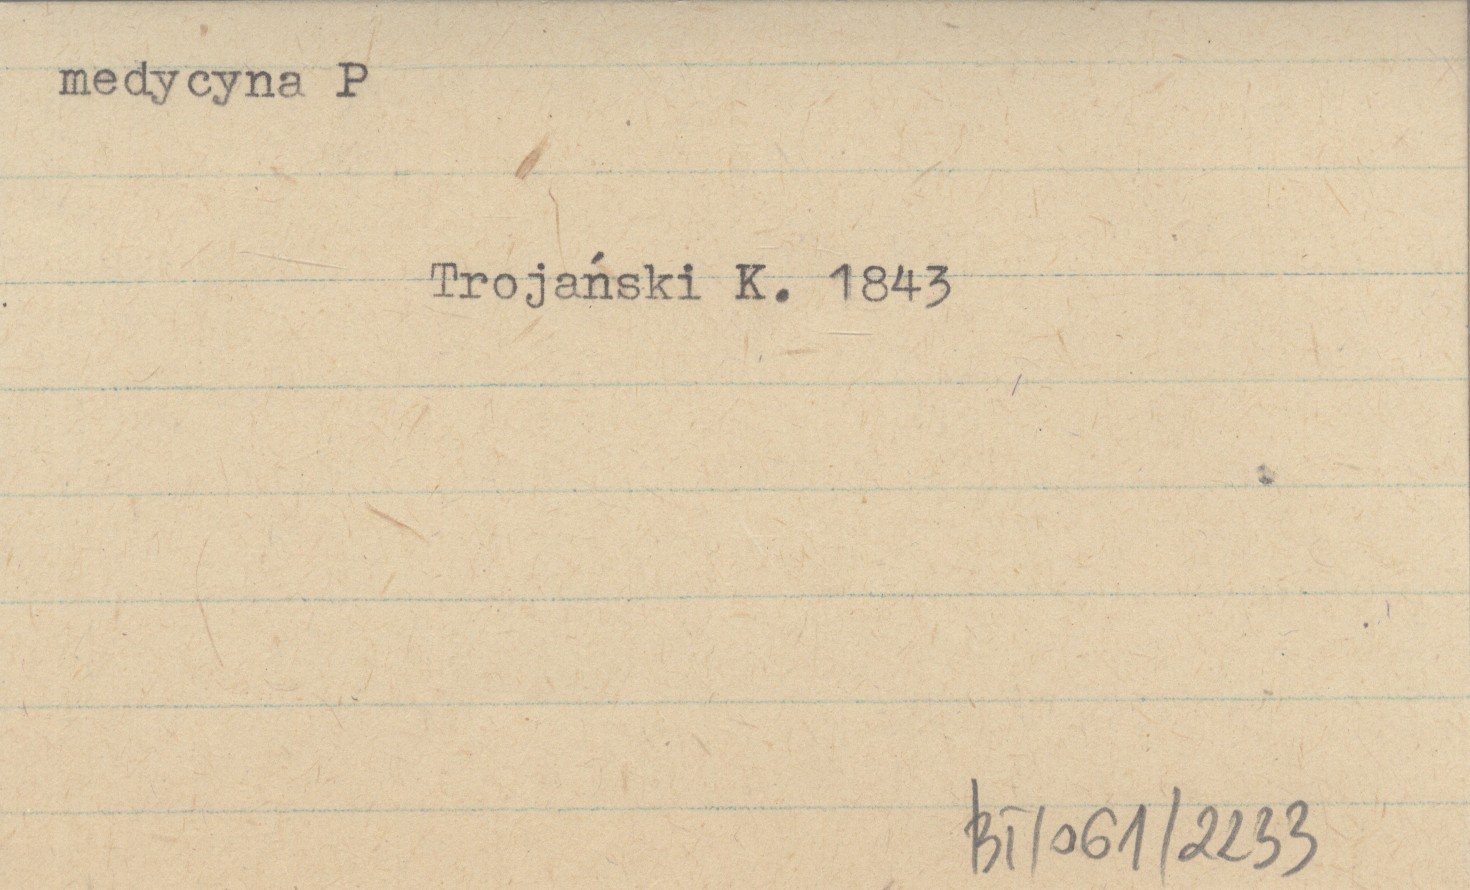 medycyna P
Trojański K. 1843
BI/061/2233